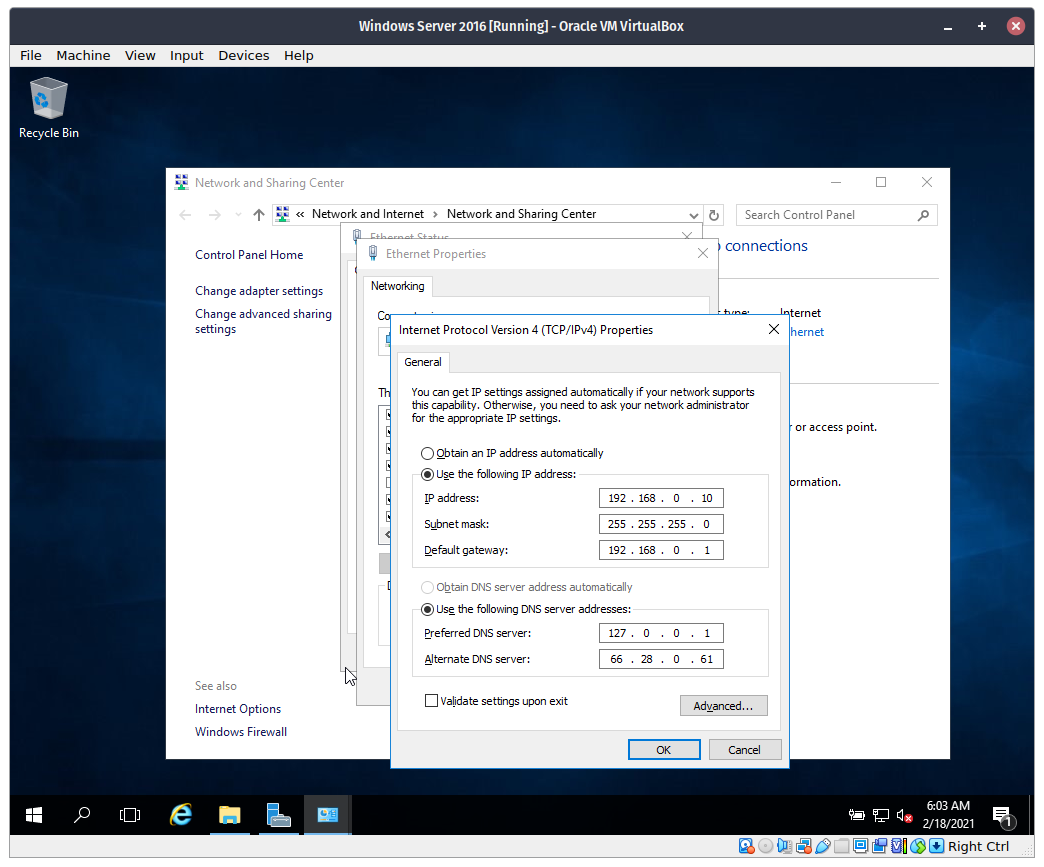 Windows Server 2016 [Running] - Oracle VM VirtualBox
File Machine View Input Devices Help
Recycle Bin
Network and Sharing Center
« Network and Internet › Network and Sharing Center
Search Control Panel
Ethernet Status
Ethernet Properties
Control Panel Home
connections
Networking
Change adapter settings
Change advanced sharing
settings
type: Internet
Internet Protocol Version 4 (TCP/IPv4) Properties
General
You can get IP settings assigned automatically if your network supports
this capability. Otherwise, you need to ask your network administrator
for the appropriate IP settings.
r or access point.
Obtain an IP address automatically
Use the following IP address:
IP address: 192 . 168 . 0 . 10
Subnet mask: 255 . 255 . 255 . 0
Default gateway: 192 . 168 . 0 . 1
Obtain DNS server address automatically
Use the following DNS server addresses:
Preferred DNS server: 127 . 0 . 0 . 1
Alternate DNS server: 66 . 28 . 0 . 61
Validate settings upon exit
Advanced...
OK Cancel
See also
Internet Options
Windows Firewall
6:03 AM
2/18/2021
1
Right Ctrl